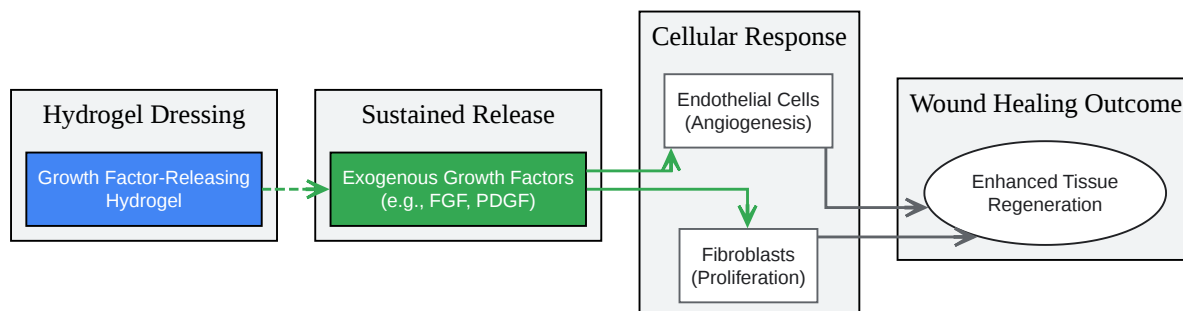 Hydrogel Dressing
Growth Factor-Releasing
Hydrogel
Sustained Release
Exogenous Growth Factors
(e.g., FGF, PDGF)
Cellular Response
Endothelial Cells
(Angiogenesis)
Fibroblasts
(Proliferation)
Wound Healing Outcome
Enhanced Tissue
Regeneration